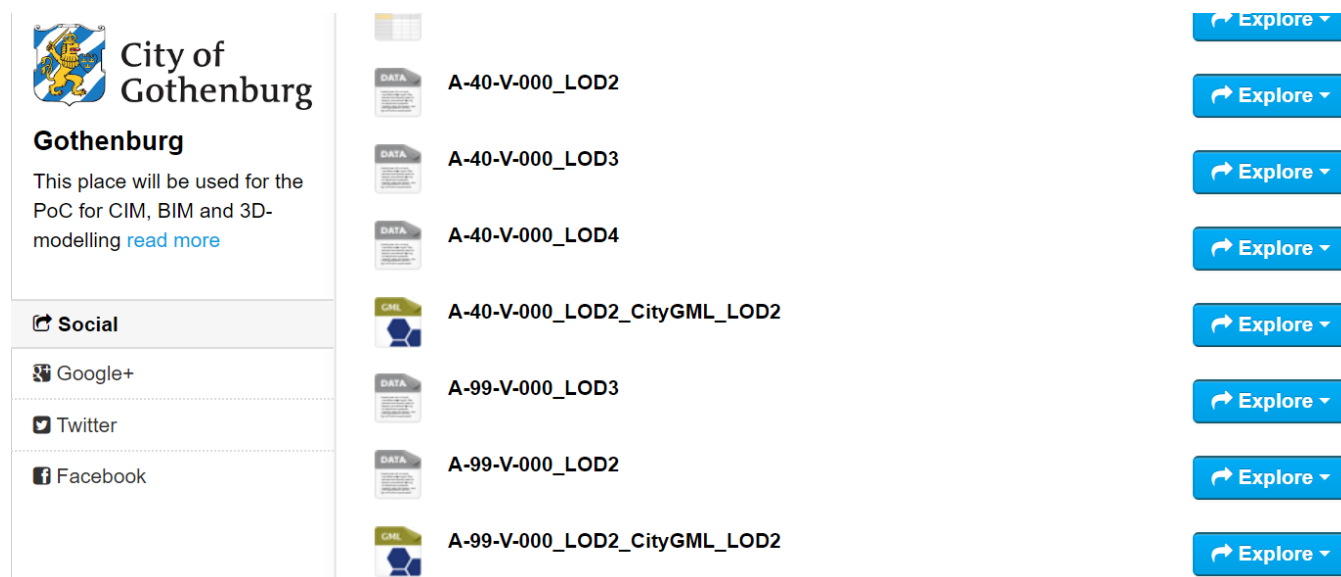 City of
Gothenburg
Gothenburg
This place will be used for the
PoC for CIM, BIM and 3D-
modelling read more
Social
Google+
Twitter
Facebook
Explore
DATA
A-40-V-000_LOD2
Explore
DATA
A-40-V-000_LOD3
Explore
DATA
A-40-V-000_LOD4
Explore
GML
A-40-V-000_LOD2_CityGML_LOD2
Explore
DATA
A-99-V-000_LOD3
Explore
DATA
A-99-V-000_LOD2
Explore
GML
A-99-V-000_LOD2_CityGML_LOD2
Explore